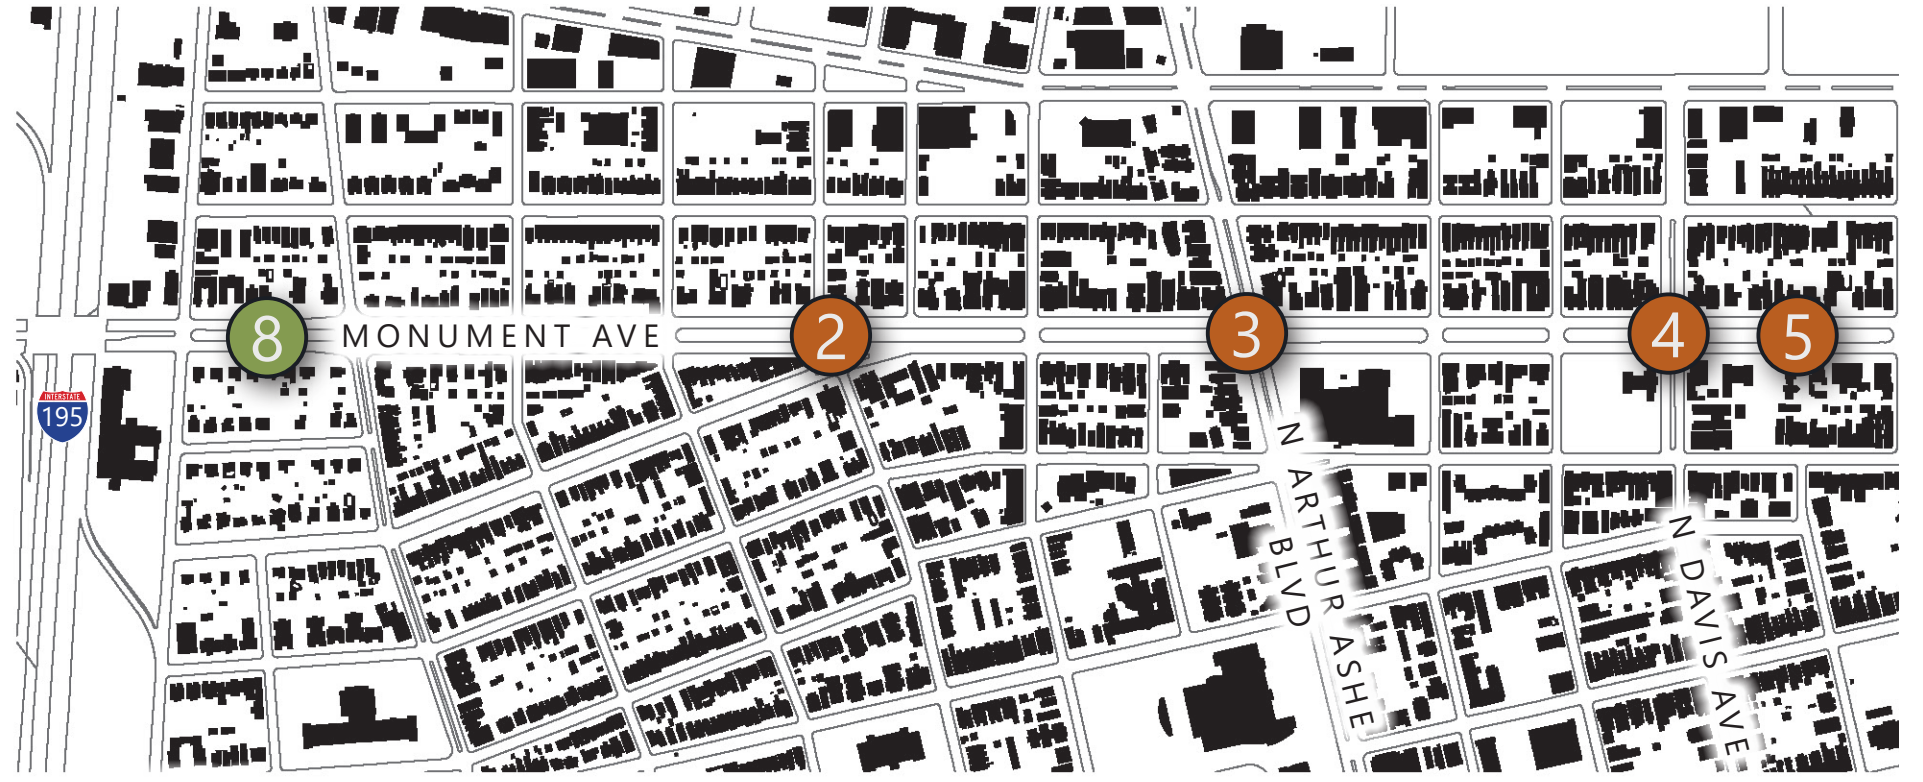 8
MONUMENT AVE
2
3
4
5
INTERSTATE
195
N ARTHUR ASHE
BLVD
N DAVIS AVE